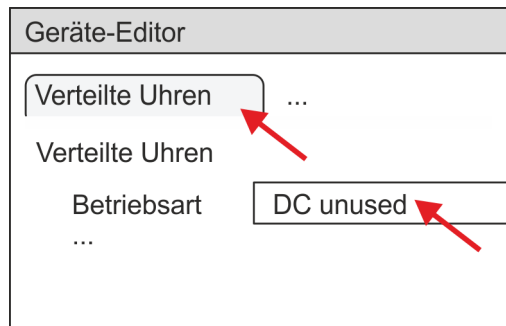 Geräte-Editor
Verteilte Uhren ...
Verteilte Uhren
Betriebsart DC unused
...